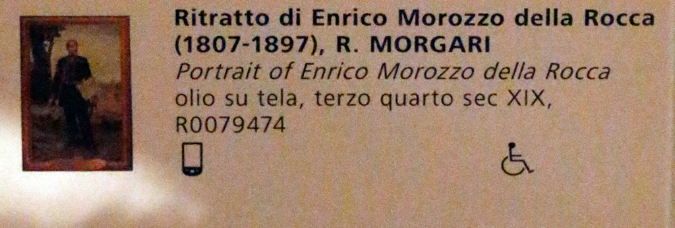 Ritratto di Enrico Morozzo della Rocca
(1807-1897), R. MORGARI
Portrait of Enrico Morozzo della Rocca
olio su tela, terzo quarto sec XIX,
R0079474